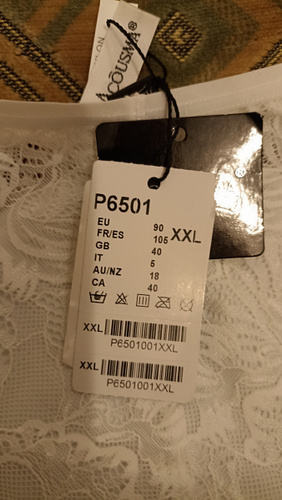 ACOUSMA®
P6501
EU 90
FR/ES 105 XXL
GB 40
IT 5
AU/NZ 18
CA 40
XXL
P6501001XXL
XXL
P6501001XXL